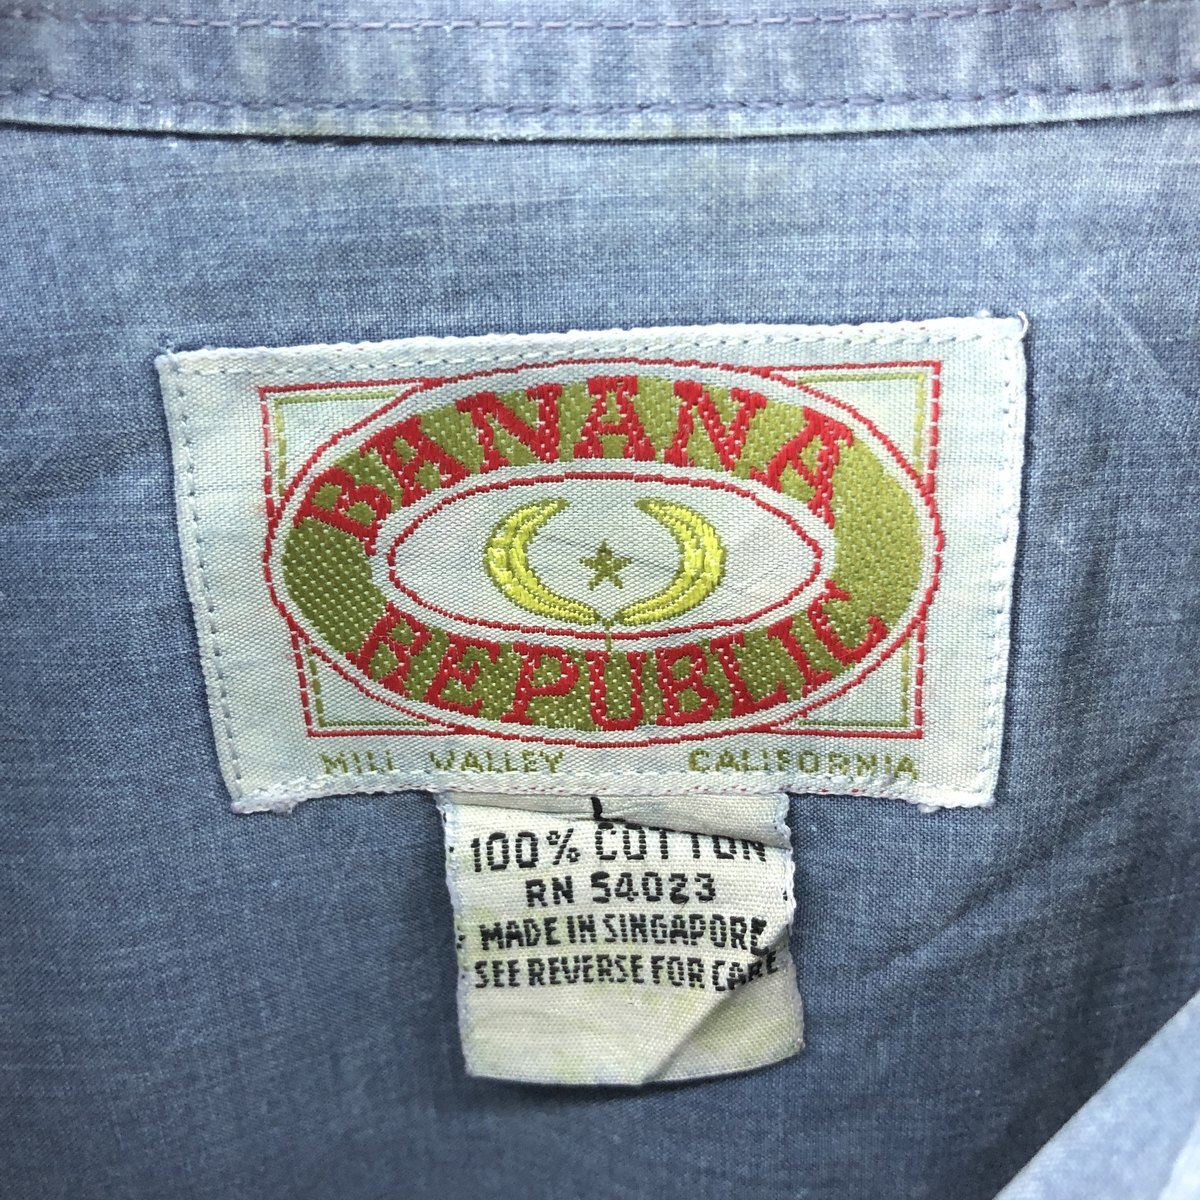 BANANA
REPUBLIC
MILL VALLEY CALIFORNIA
L
100% COTTON
RN 54023
MADE IN SINGAPORE
SEE REVERSE FOR CARE